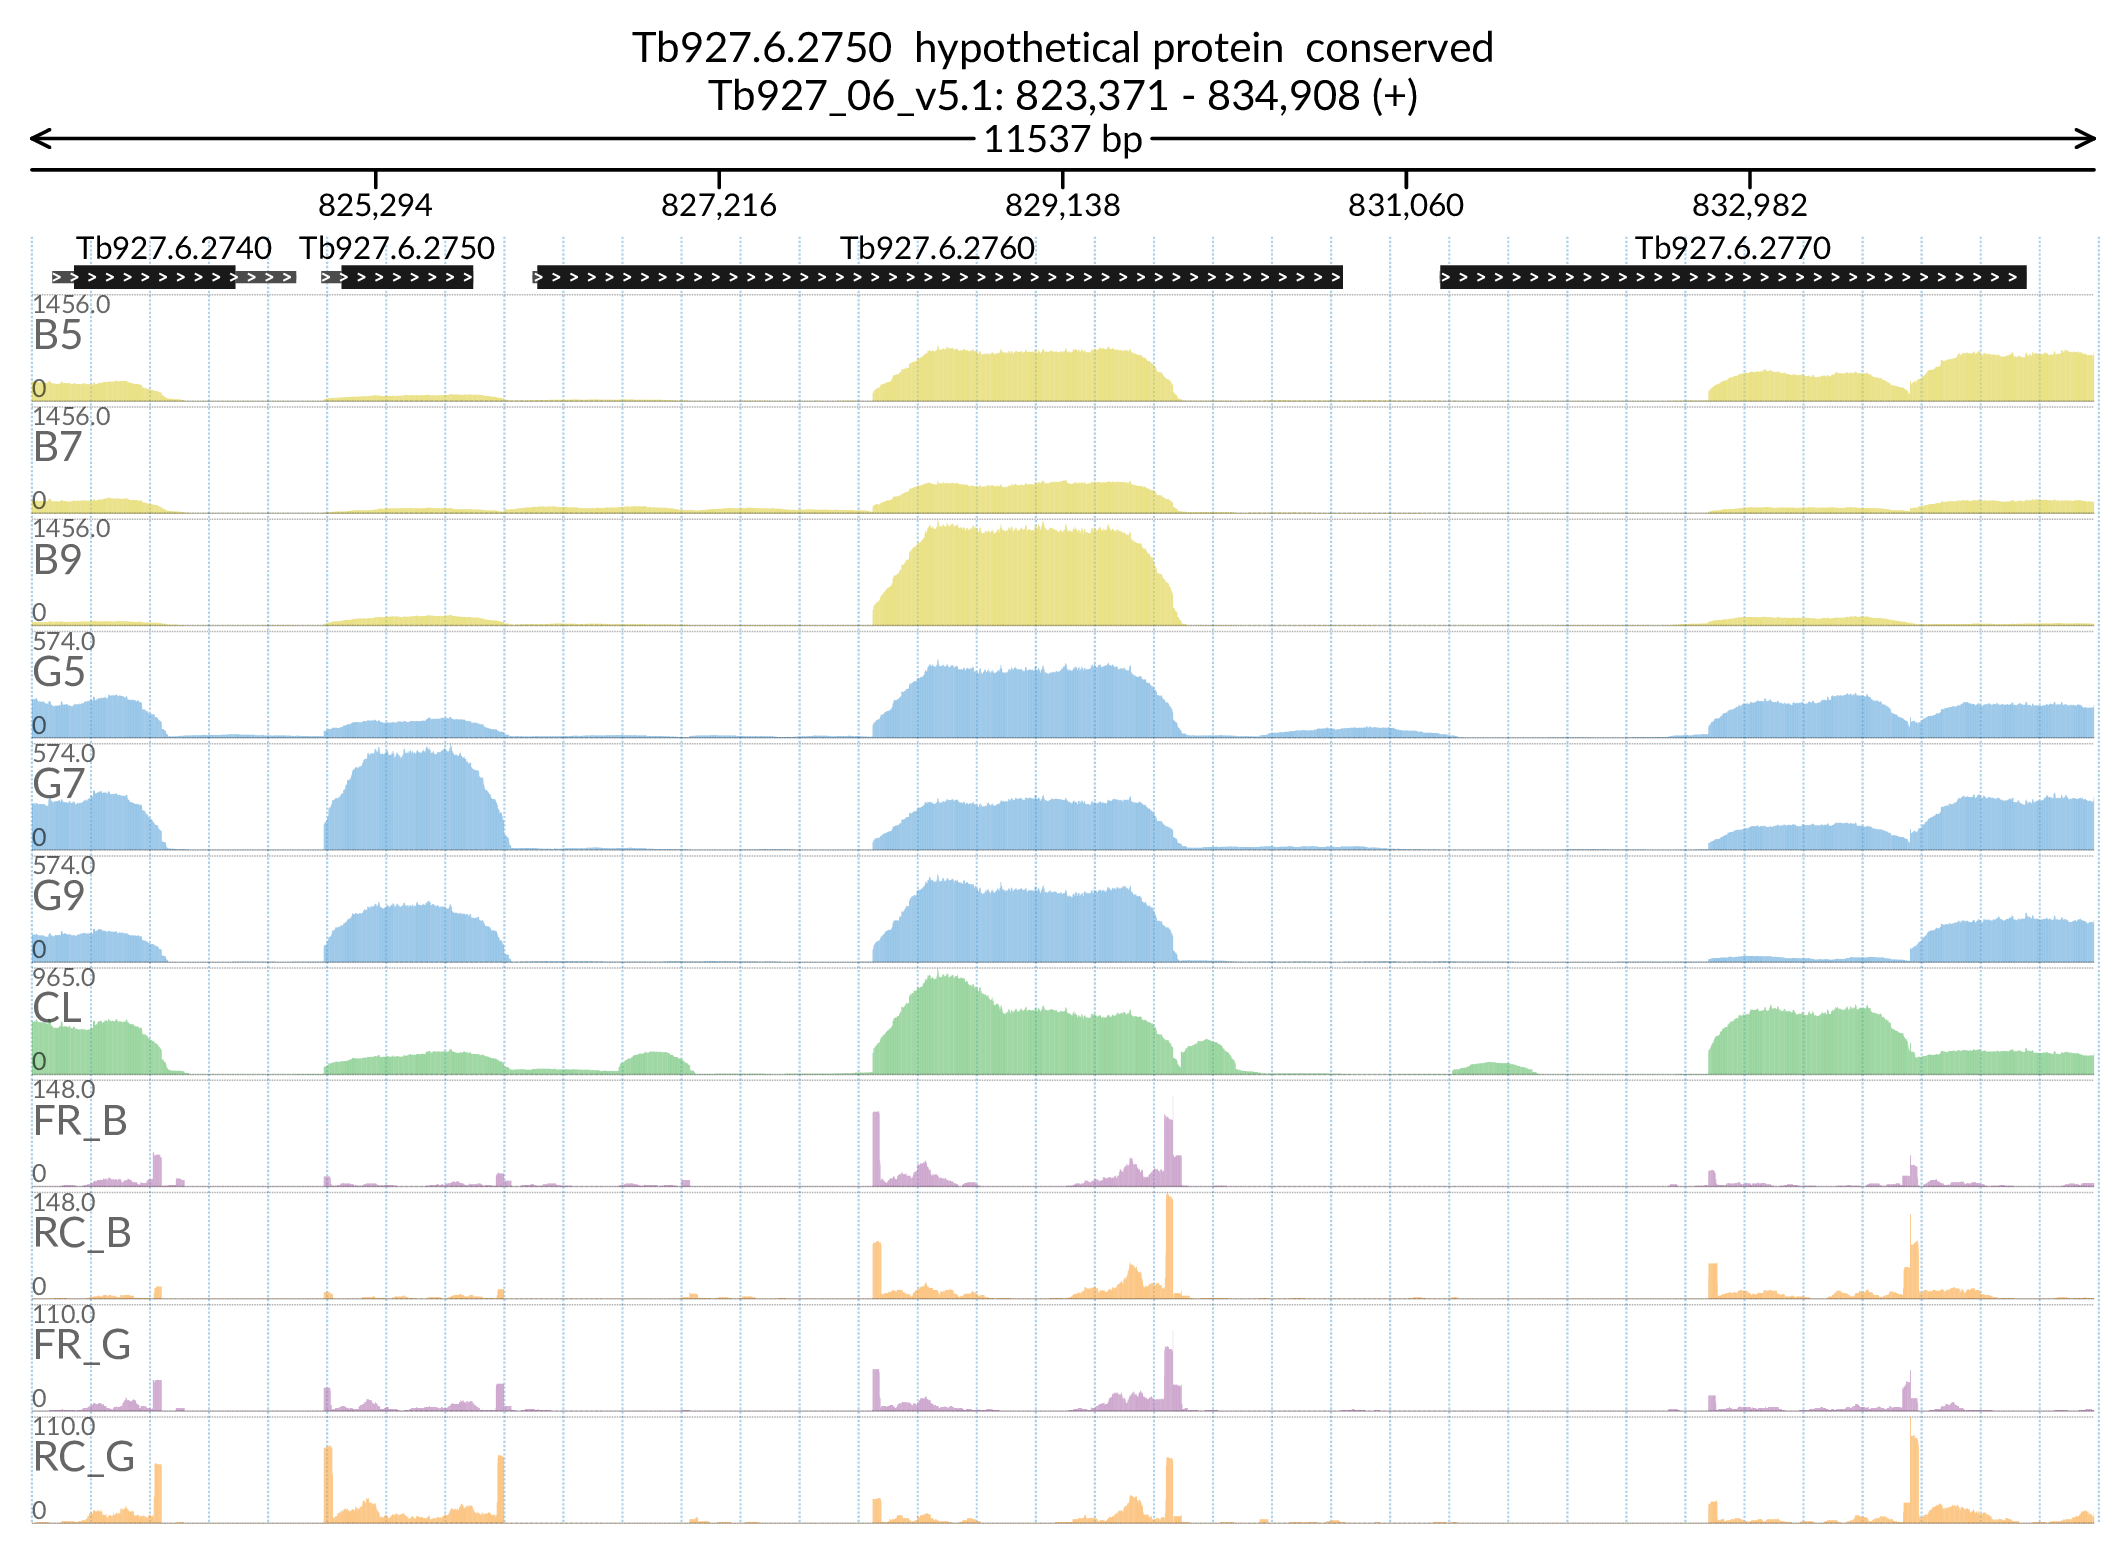 Tb927.6.2750 hypothetical protein conserved
Tb927_06_v5.1: 823,371 - 834,908 (+)
11537 bp
825,294 827,216 829,138 831,060 832,982
Tb927.6.2740 Tb927.6.2750 Tb927.6.2760 Tb927.6.2770
1456.0
B5
0
1456.0
B7
0
1456.0
B9
0
574.0
G5
0
574.0
G7
0
574.0
G9
0
965.0
CL
0
148.0
FR_B
0
148.0
RC_B
0
110.0
FR_G
0
110.0
RC_G
0